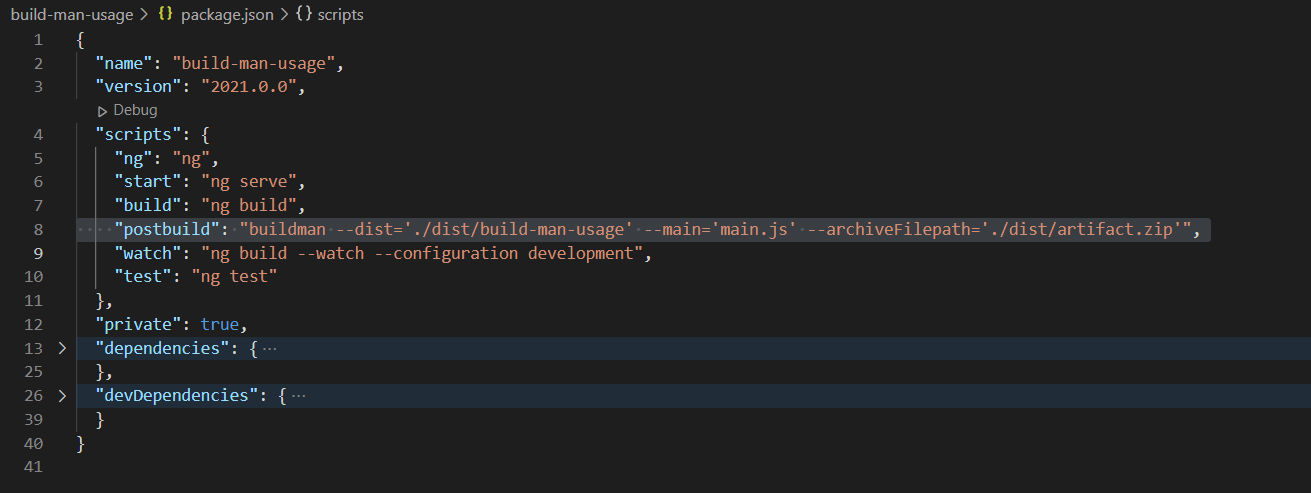 build-man-usage > {} package.json > {} scripts
1 {
2 "name": "build-man-usage",
3 "version": "2021.0.0",
Debug
4 "scripts": {
5 "ng": "ng",
6 "start": "ng serve",
7 "build": "ng build",
8 "postbuild": "buildman --dist='./dist/build-man-usage' --main='main.js' --archiveFilepath='./dist/artifact.zip'",
9 "watch": "ng build --watch --configuration development",
10 "test": "ng test"
11 },
12 "private": true,
13 > "dependencies": { ...
25 },
26 > "devDependencies": { ...
39 }
40 }
41